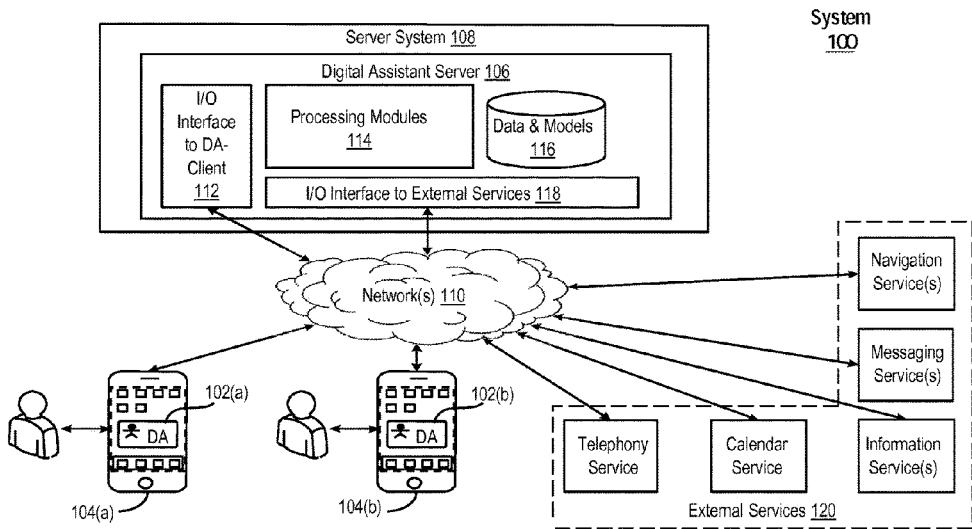 System
100
Server System 108
Digital Assistant Server 106
I/O
Interface
to DA-
Client
112
Processing Modules
114
Data & Models
116
I/O Interface to External Services 118
Network(s) 110
Navigation
Service(s)
Messaging
Service(s)
102(a)
DA
104(a)
102(b)
DA
104(b)
Telephony
Service
Calendar
Service
Information
Service(s)
External Services 120